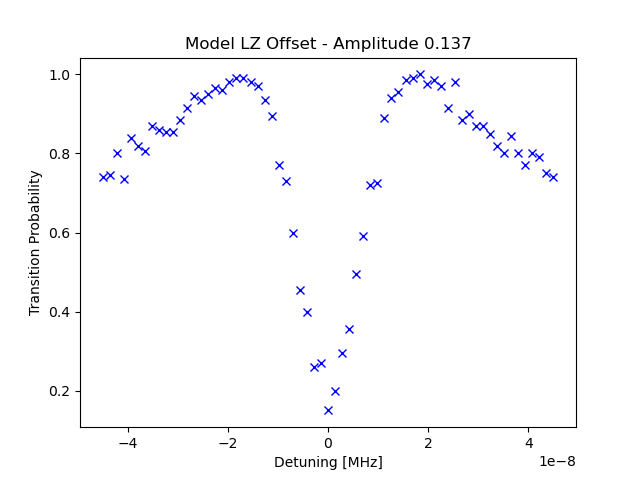 Model LZ Offset - Amplitude 0.137
1.0
0.8
0.6
0.4
0.2
Transition Probability
−4
−2
0
2
4
1e−8
Detuning [MHz]